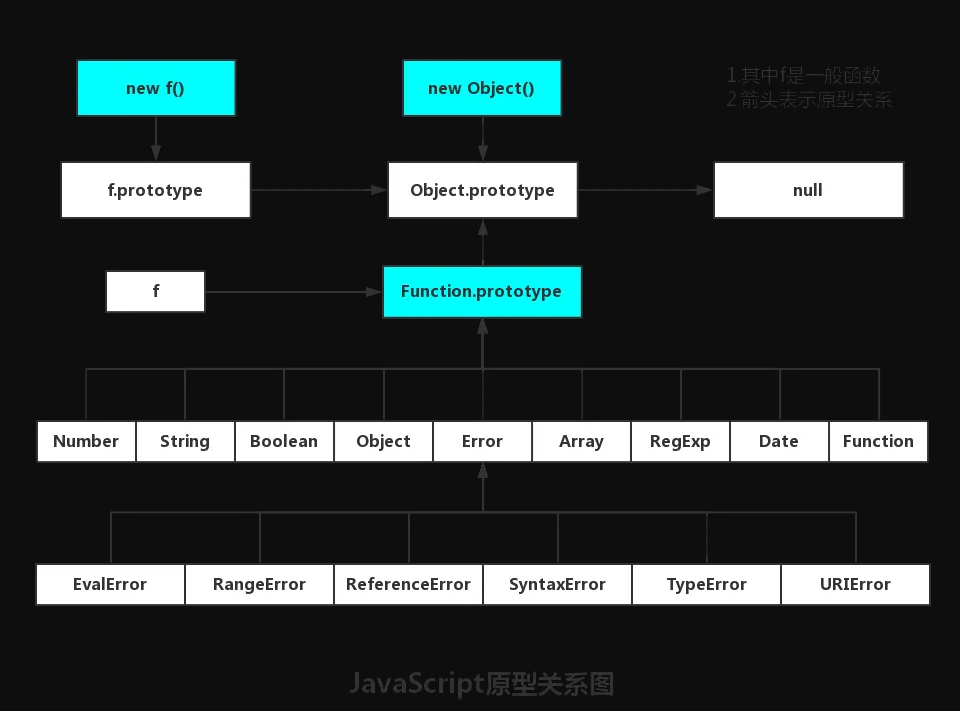 new f()
new Object()
1.其中f是一般函数
2.箭头表示原型关系
f.prototype
Object.prototype
null
f
Function.prototype
Number
String
Boolean
Object
Error
Array
RegExp
Date
Function
EvalError
RangeError
ReferenceError
SyntaxError
TypeError
URIError
JavaScript原型关系图